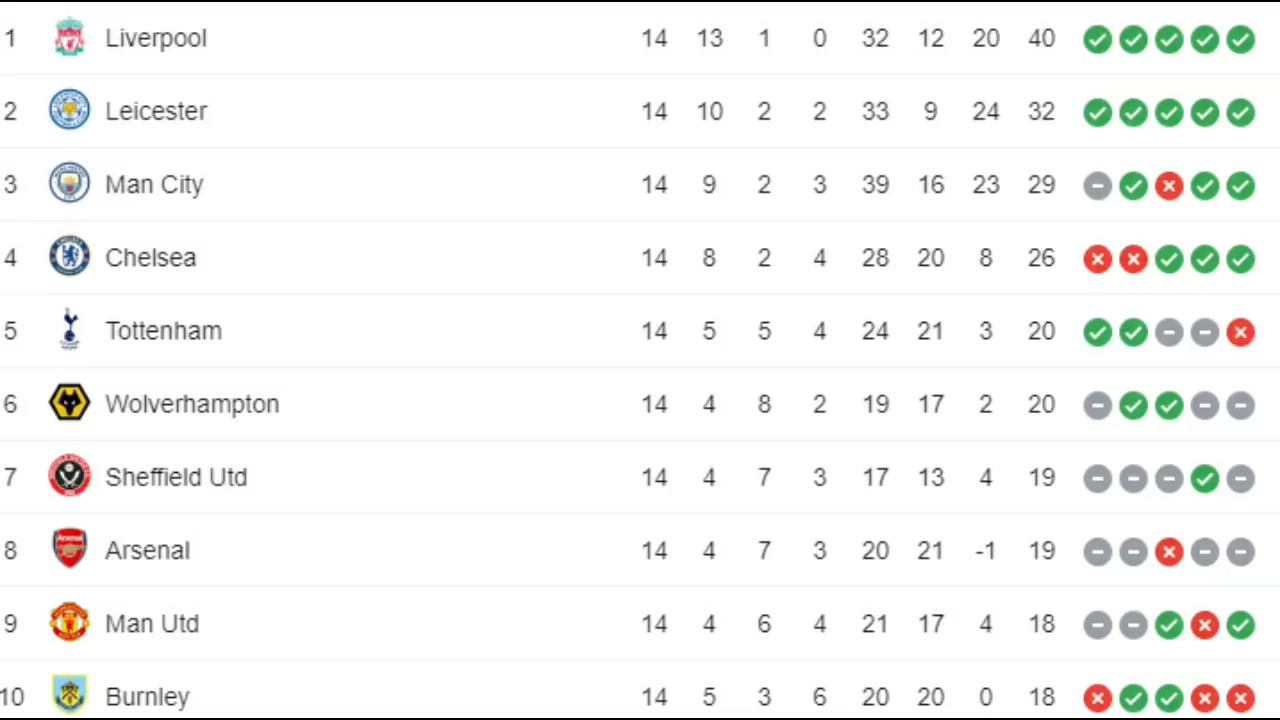 1 Liverpool 14 13 1 0 32 12 20 40
2 Leicester 14 10 2 2 33 9 24 32
3 Man City 14 9 2 3 39 16 23 29
4 Chelsea 14 8 2 4 28 20 8 26
5 Tottenham 14 5 5 4 24 21 3 20
6 Wolverhampton 14 4 8 2 19 17 2 20
7 Sheffield Utd 14 4 7 3 17 13 4 19
8 Arsenal 14 4 7 3 20 21 -1 19
9 Man Utd 14 4 6 4 21 17 4 18
10 Burnley 14 5 3 6 20 20 0 18